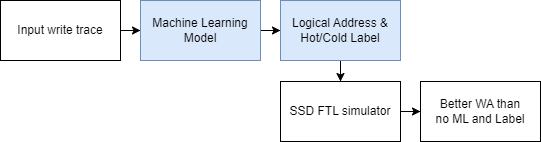 Input write trace
Machine Learning
Model
Logical Address &
Hot/Cold Label
SSD FTL simulator
Better WA than
no ML and Label